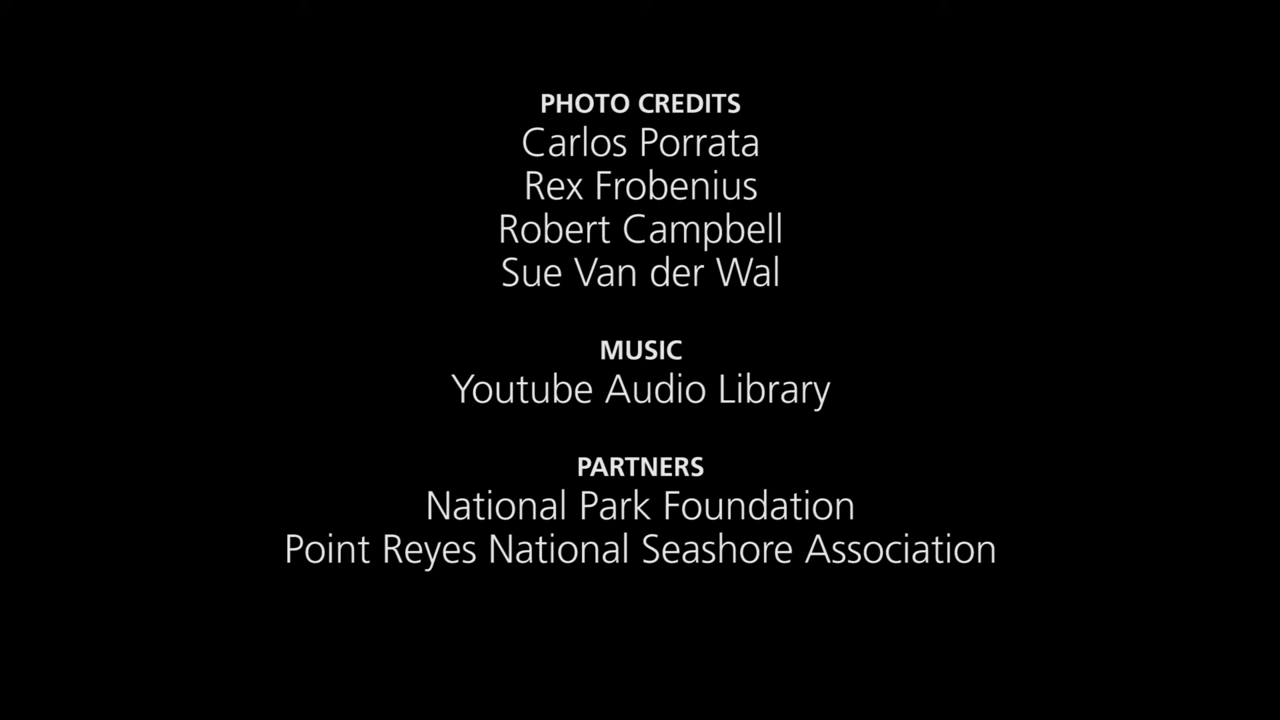 PHOTO CREDITS
Carlos Porrata
Rex Frobenius
Robert Campbell
Sue Van der Wal
MUSIC
Youtube Audio Library
PARTNERS
National Park Foundation
Point Reyes National Seashore Association